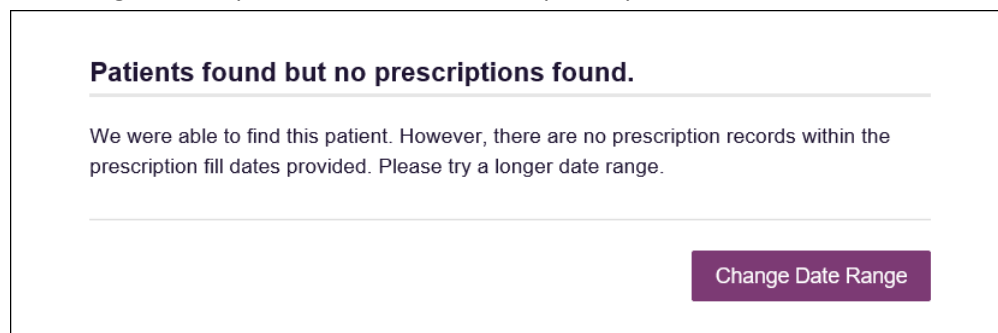 Patients found but no prescriptions found.
We were able to find this patient. However, there are no prescription records within the
prescription fill dates provided. Please try a longer date range.
Change Date Range